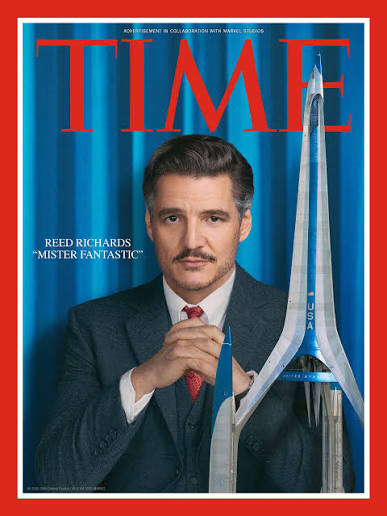 ADVERTISEMENT IN COLLABORATION WITH MARVEL STUDIOS
TIME
REED RICHARDS
“MISTER FANTASTIC”
USA